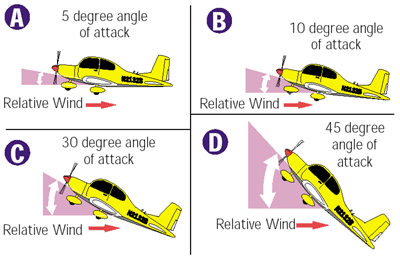 A
5 degree angle
of attack
Relative Wind
B
10 degree angle
of attack
Relative Wind
C
30 degree angle
of attack
Relative Wind
D
45 degree
angle of
attack
Relative Wind